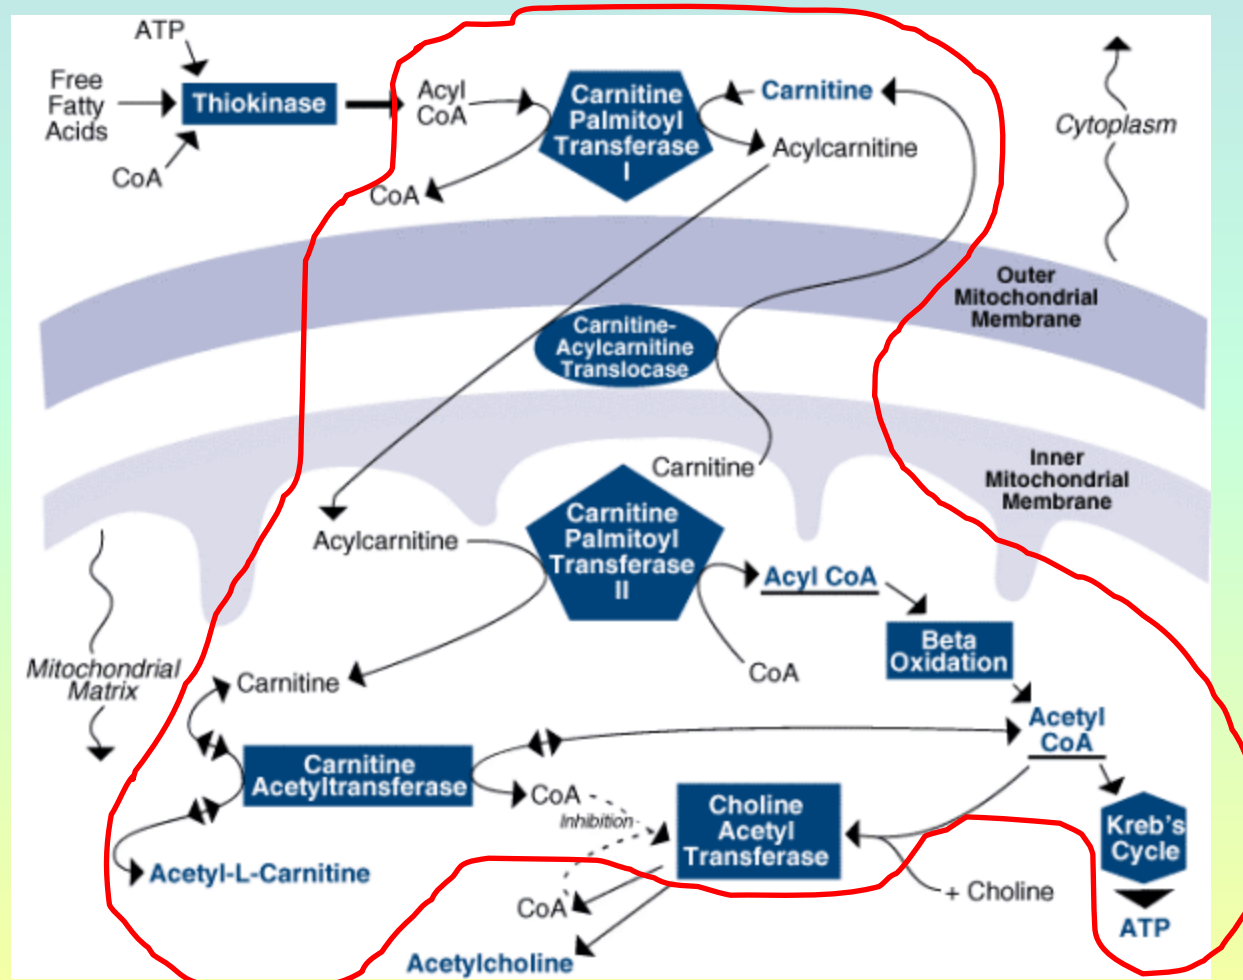 ATP
Free
Fatty
Acids
Thiokinase
CoA
Acyl
CoA
CoA
Carnitine
Palmitoyl
Transferase
I
Carnitine
Acylcarnitine
Cytoplasm
Outer
Mitochondrial
Membrane
Carnitine-
Acylcarnitine
Translocase
Inner
Mitochondrial
Membrane
Carnitine
Acylcarnitine
Carnitine
Palmitoyl
Transferase
II
Acyl CoA
Beta
Oxidation
CoA
Mitochondrial
Matrix
Carnitine
Acetyl
CoA
Carnitine
Acetyltransferase
CoA
Inhibition
Choline
Acetyl
Transferase
Kreb's
Cycle
Acetyl-L-Carnitine
CoA
+ Choline
ATP
Acetylcholine